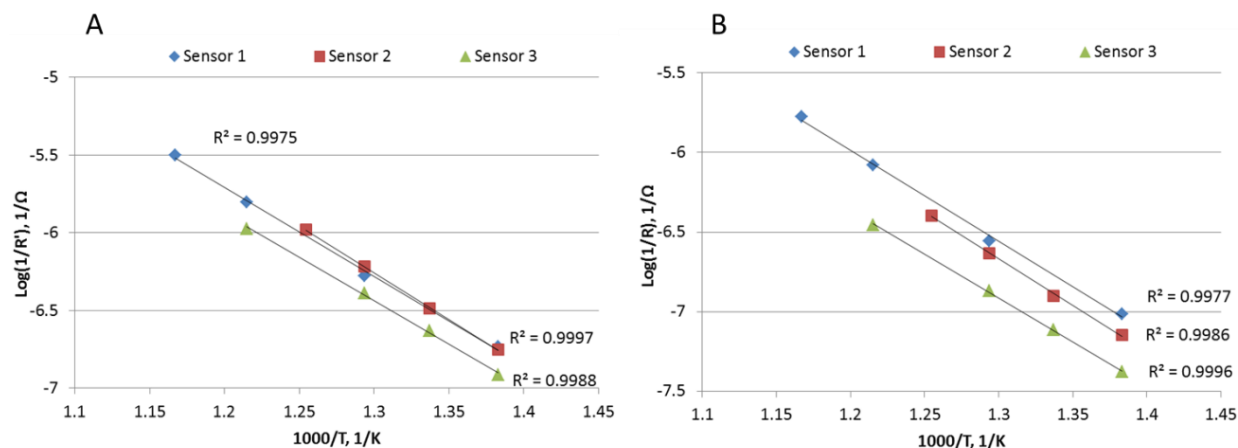 A
Sensor 1 Sensor 2 Sensor 3
-5
-5.5
-6
-6.5
-7
Log(1/R'), 1/Ω
R² = 0.9975
R² = 0.9997
R² = 0.9988
1.1 1.15 1.2 1.25 1.3 1.35 1.4 1.45
1000/T, 1/K
B
Sensor 1 Sensor 2 Sensor 3
-5.5
-6
-6.5
-7
-7.5
Log(1/R), 1/Ω
R² = 0.9977
R² = 0.9986
R² = 0.9996
1.1 1.15 1.2 1.25 1.3 1.35 1.4 1.45
1000/T, 1/K